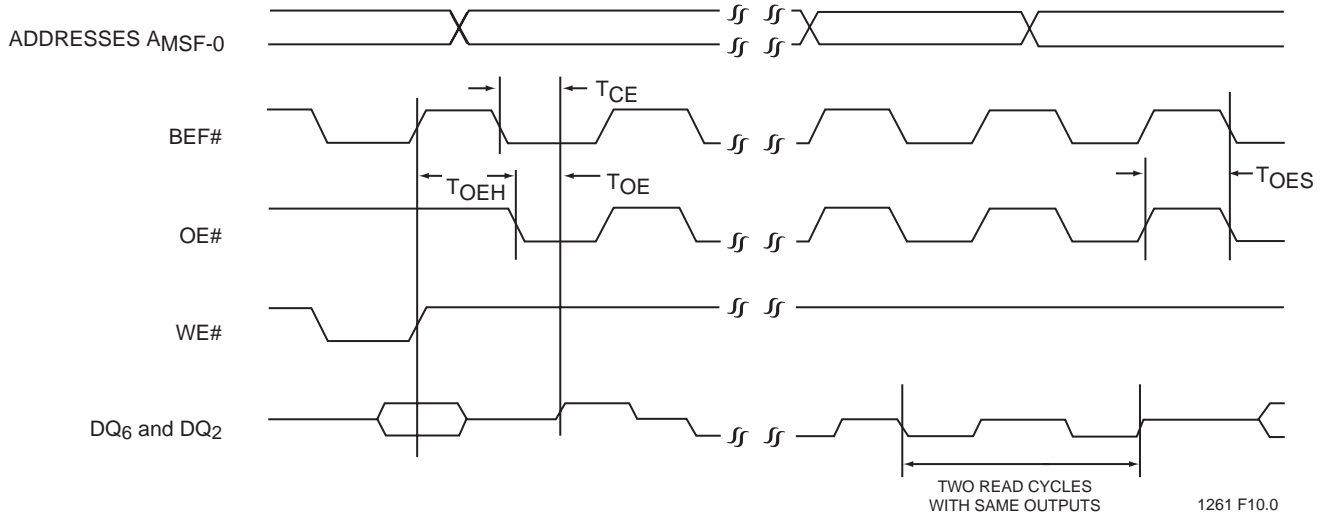 ADDRESSES AMSF-0
TCE
BEF#
TOEH
TOE
TOES
OE#
WE#
DQ6 and DQ2
TWO READ CYCLES
WITH SAME OUTPUTS
1261 F10.0